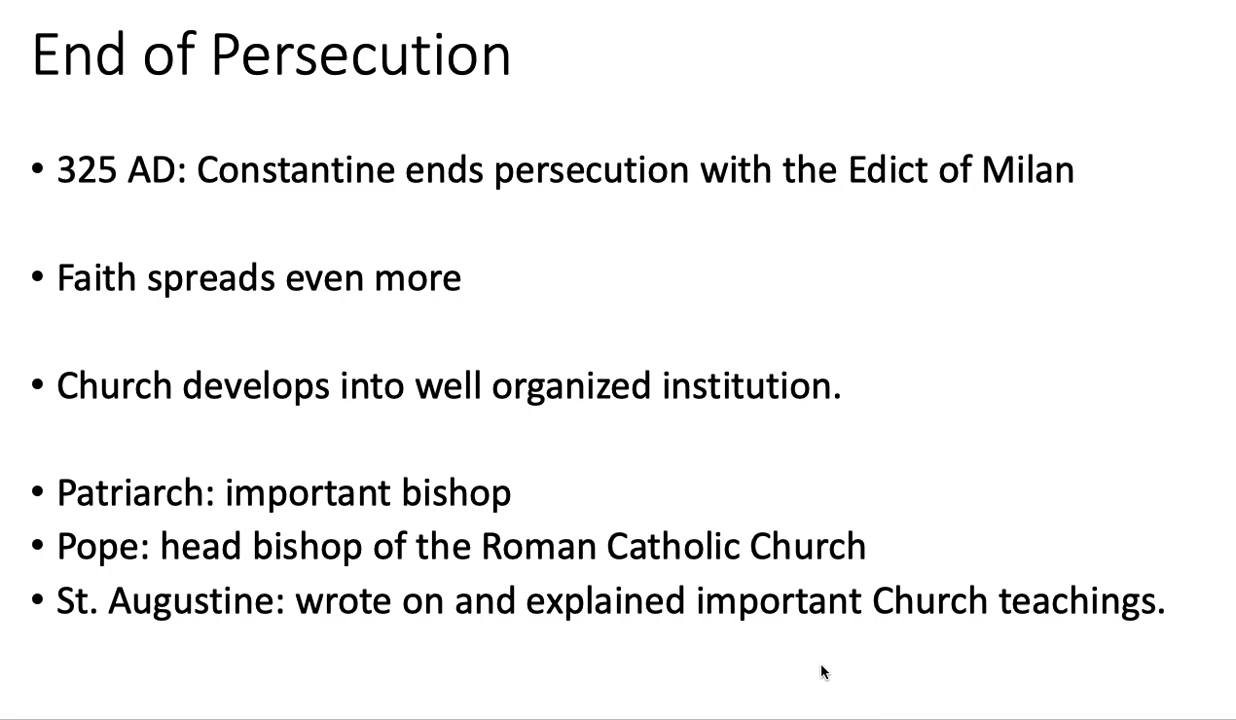 End of Persecution
• 325 AD: Constantine ends persecution with the Edict of Milan
• Faith spreads even more
• Church develops into well organized institution.
• Patriarch: important bishop
• Pope: head bishop of the Roman Catholic Church
• St. Augustine: wrote on and explained important Church teachings.